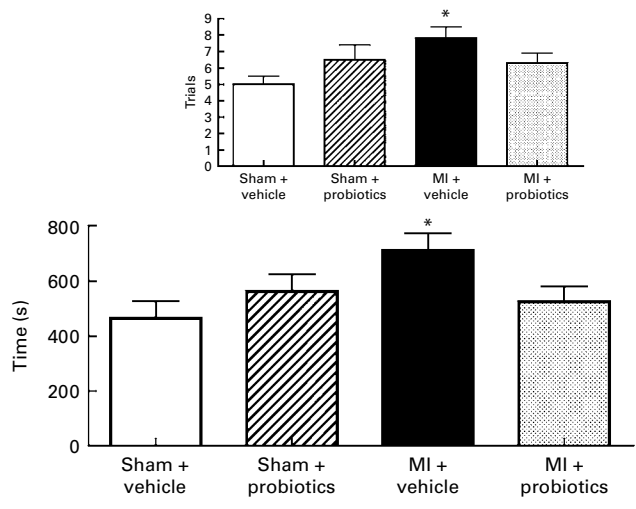 9
8
7
6
5
4
3
2
1
0
Trials
*
Sham + Sham + MI + MI +
vehicle probiotics vehicle probiotics
800
600
400
200
0
Time (s)
*
Sham + Sham + MI + MI +
vehicle probiotics vehicle probiotics